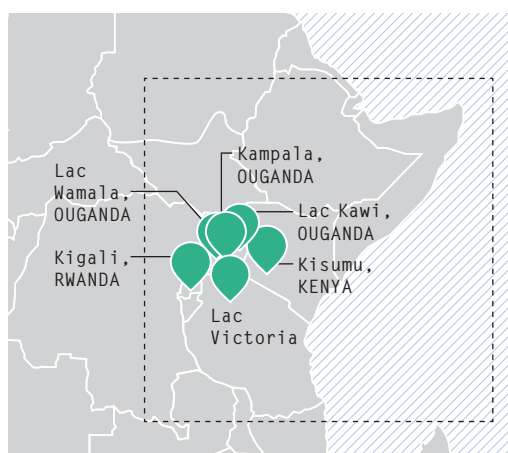 Kampala,
OUGANDA
Lac
Wamala,
OUGANDA
Lac Kawi,
OUGANDA
Kigali,
RWANDA
Kisumu,
KENYA
Lac
Victoria